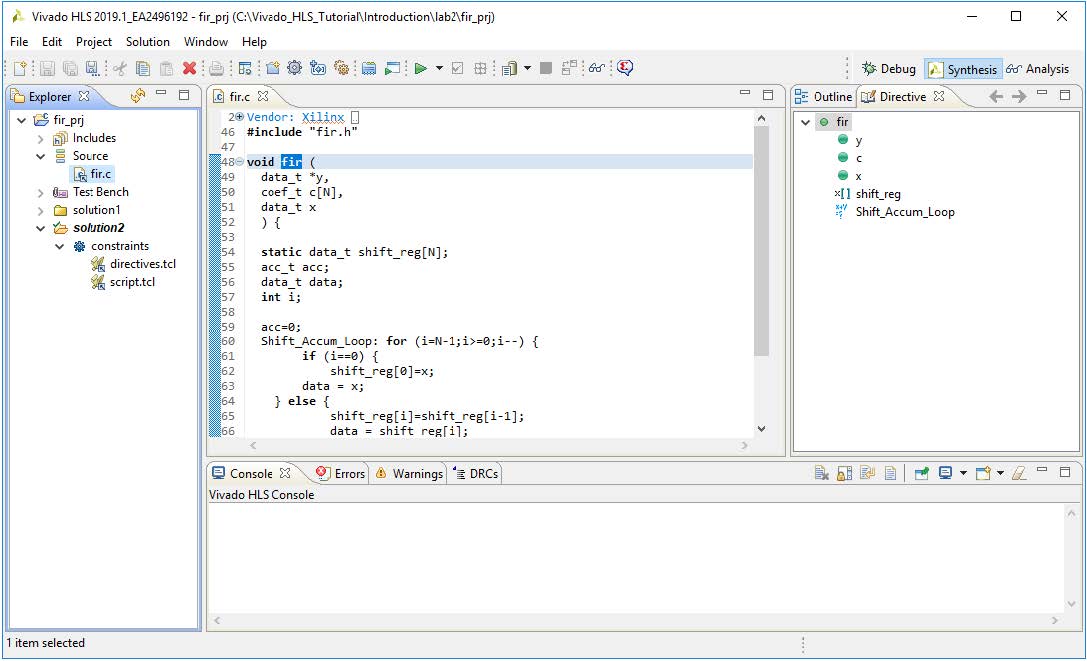 Vivado HLS 2019.1_EA2496192 - fir_prj (C:\Vivado_HLS_Tutorial\Introduction\lab2\fir_prj)
File Edit Project Solution Window Help
Debug Synthesis Analysis
Explorer
fir_prj
Includes
Source
fir.c
Test Bench
solution1
solution2
constraints
directives.tcl
script.tcl
fir.c
2 Vendor: Xilinx
46 #include "fir.h"
47
48 void fir (
49 data_t *y,
50 coef_t c[N],
51 data_t x
52 ) {
53
54 static data_t shift_reg[N];
55 acc_t acc;
56 data_t data;
57 int i;
58
59 acc=0;
60 Shift_Accum_Loop: for (i=N-1;i>=0;i--) {
61 if (i==0) {
62 shift_reg[0]=x;
63 data = x;
64 } else {
65 shift_reg[i]=shift_reg[i-1];
66 data = shift_reg[i];
Outline Directive
fir
y
c
x
x[] shift_reg
Shift_Accum_Loop
Console Errors Warnings DRCs
Vivado HLS Console
1 item selected